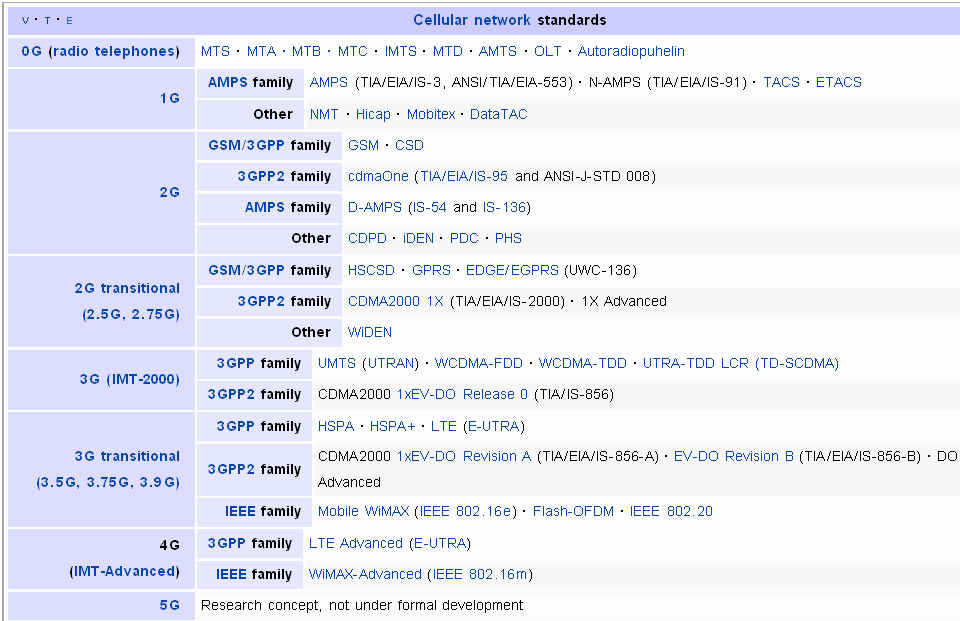 V · T · E Cellular network standards
0G (radio telephones) MTS · MTA · MTB · MTC · IMTS · MTD · AMTS · OLT · Autoradiopuhelin
1G
AMPS family AMPS (TIA/EIA/IS-3, ANSI/TIA/EIA-553) · N-AMPS (TIA/EIA/IS-91) · TACS · ETACS
Other NMT · Hicap · Mobitex · DataTAC
2G
GSM/3GPP family GSM · CSD
3GPP2 family cdmaOne (TIA/EIA/IS-95 and ANSI-J-STD 008)
AMPS family D-AMPS (IS-54 and IS-136)
Other CDPD · iDEN · PDC · PHS
2G transitional
(2.5G, 2.75G)
GSM/3GPP family HSCSD · GPRS · EDGE/EGPRS (UWC-136)
3GPP2 family CDMA2000 1X (TIA/EIA/IS-2000) · 1X Advanced
Other WiDEN
3G (IMT-2000)
3GPP family UMTS (UTRAN) · WCDMA-FDD · WCDMA-TDD · UTRA-TDD LCR (TD-SCDMA)
3GPP2 family CDMA2000 1xEV-DO Release 0 (TIA/IS-856)
3G transitional
(3.5G, 3.75G, 3.9G)
3GPP family HSPA · HSPA+ · LTE (E-UTRA)
3GPP2 family CDMA2000 1xEV-DO Revision A (TIA/EIA/IS-856-A) · EV-DO Revision B (TIA/EIA/IS-856-B) · DO
Advanced
IEEE family Mobile WiMAX (IEEE 802.16e) · Flash-OFDM · IEEE 802.20
4G
(IMT-Advanced)
3GPP family LTE Advanced (E-UTRA)
IEEE family WiMAX-Advanced (IEEE 802.16m)
5G Research concept, not under formal development